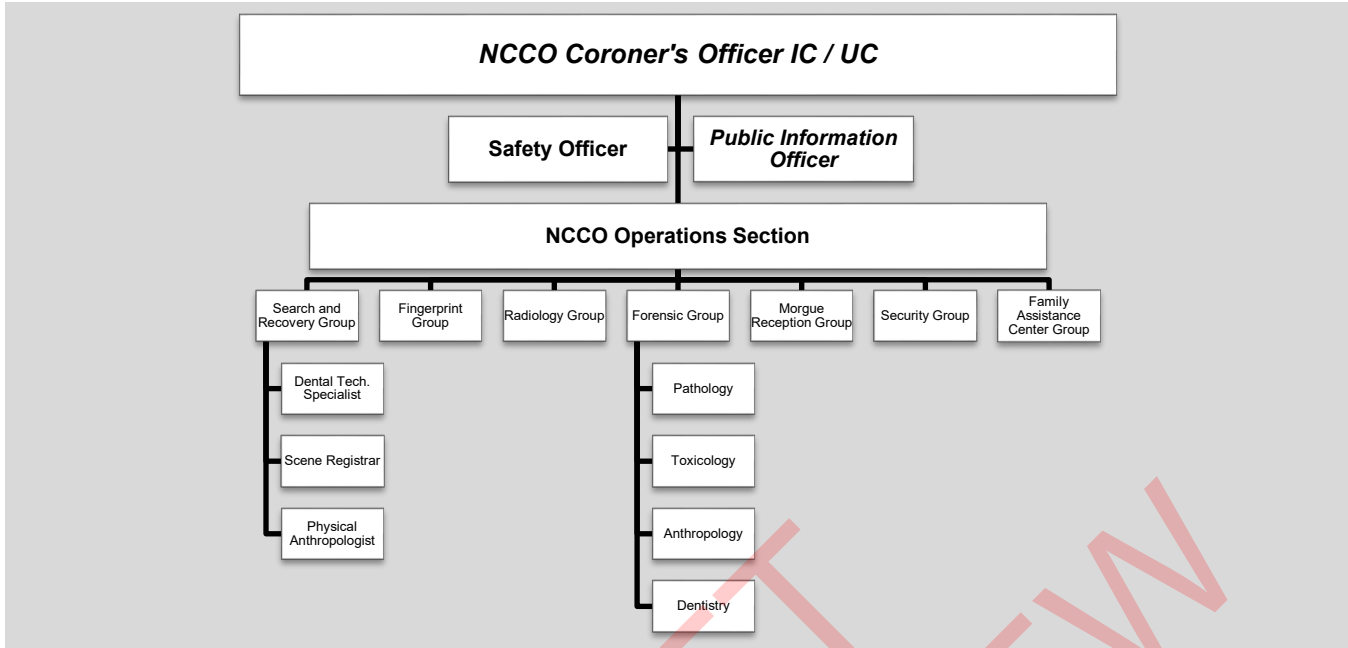 NCCO Coroner's Officer IC / UC
Safety Officer
Public Information
Officer
NCCO Operations Section
Search and
Recovery Group
Fingerprint
Group
Radiology Group
Forensic Group
Morgue
Reception Group
Security Group
Family
Assistance
Center Group
Dental Tech.
Specialist
Scene Registrar
Physical
Anthropologist
Pathology
Toxicology
Anthropology
Dentistry